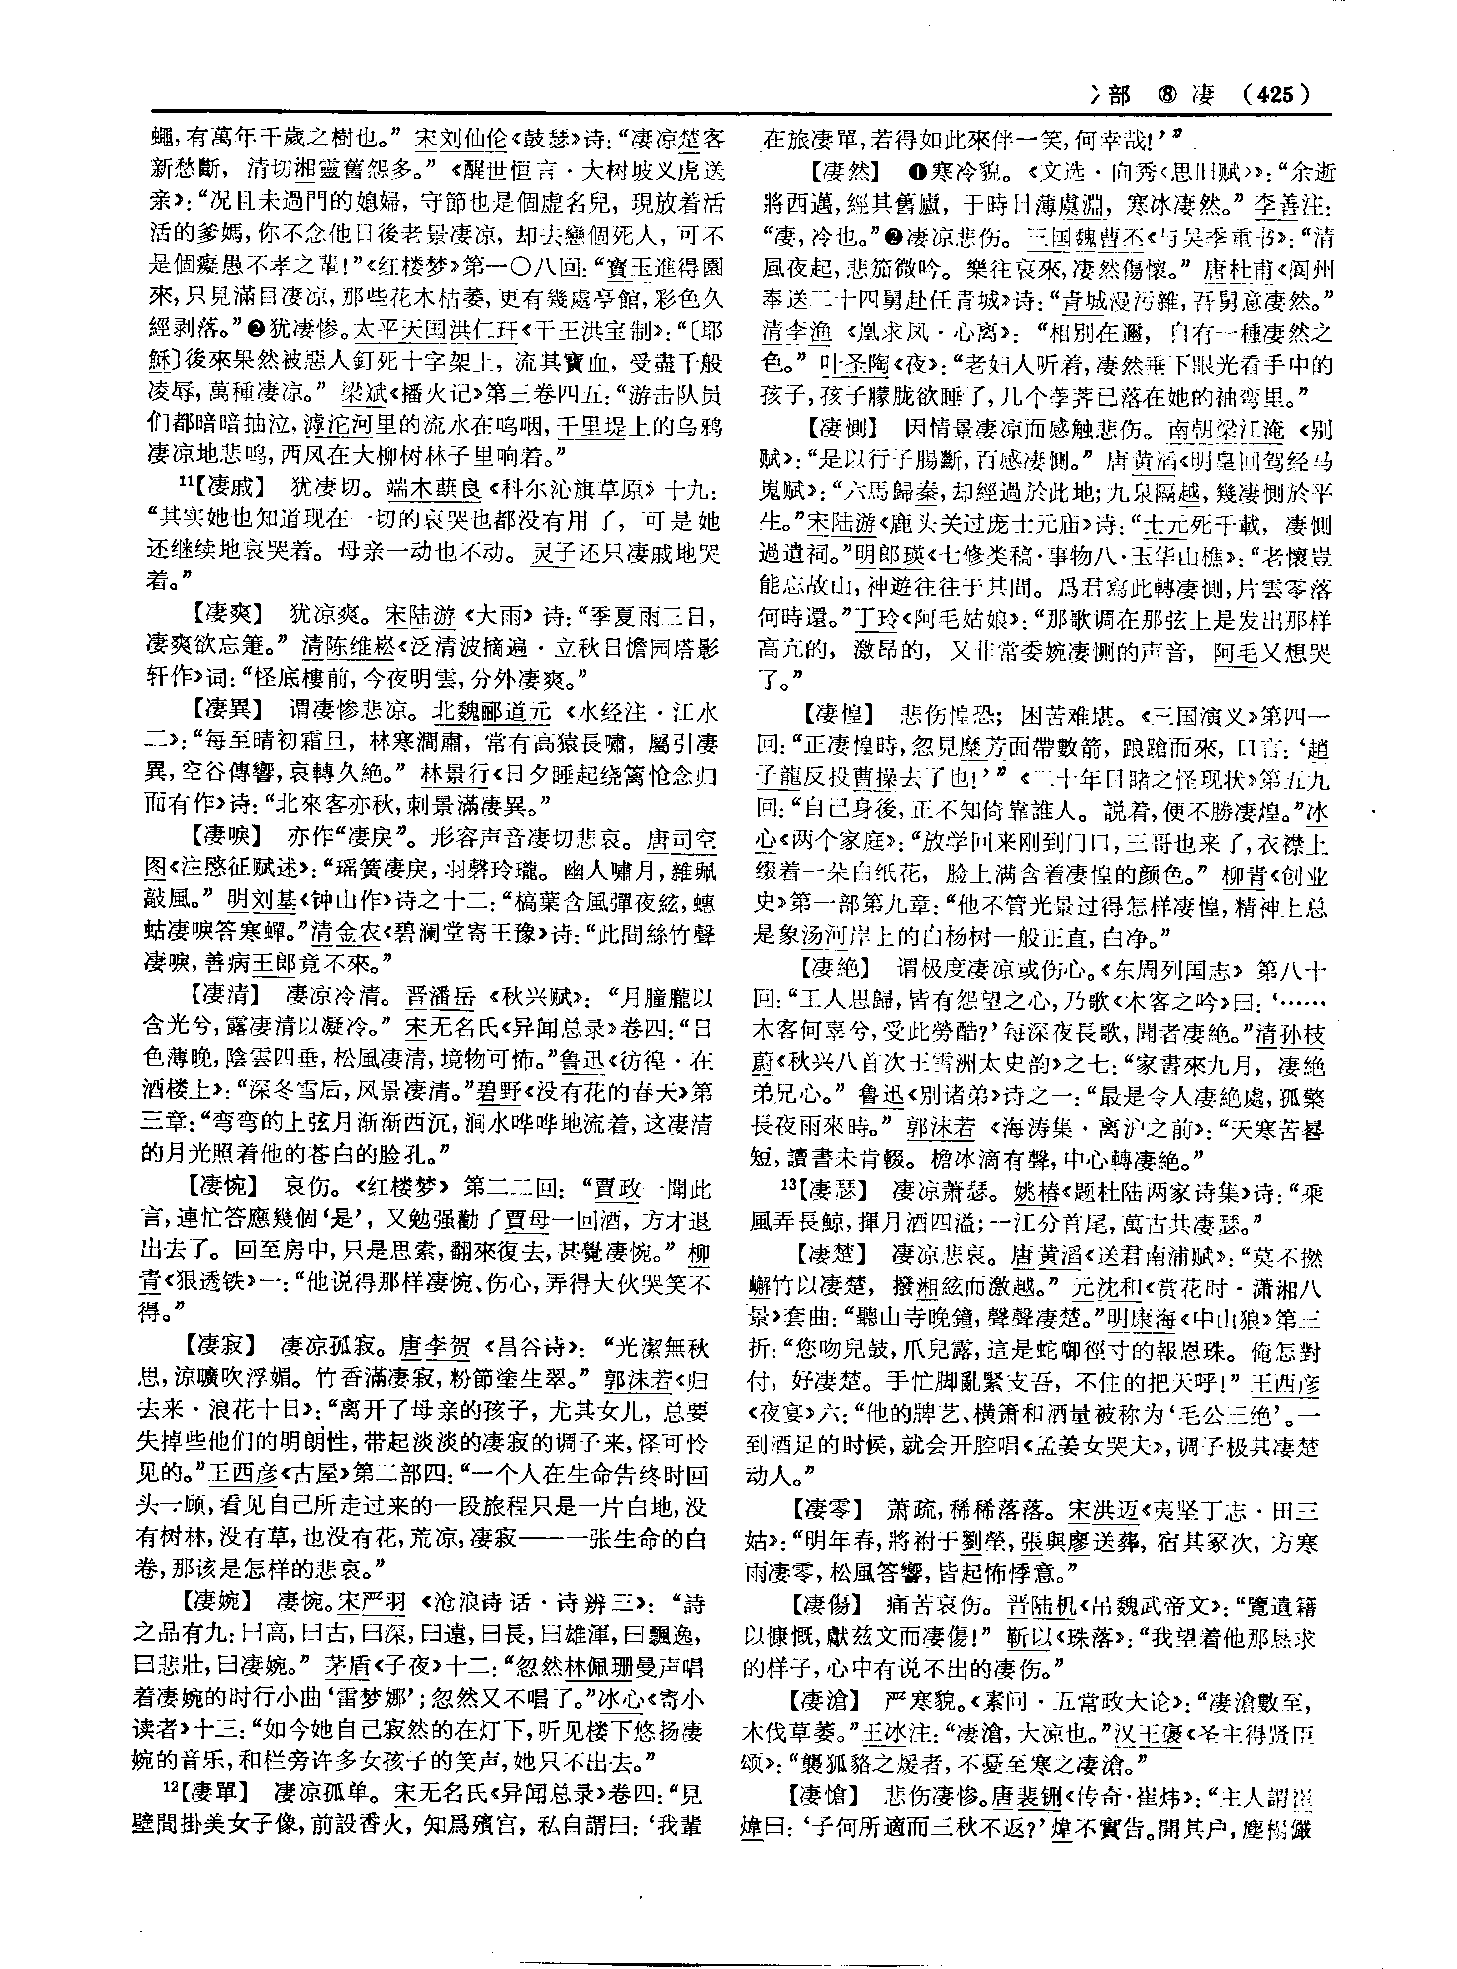 冫部 ⑧ 凄 （425）
蠅，有萬年千歲之樹也。”宋刘仙伦《鼓瑟》诗：“凄凉楚客
新愁斷，清切湘靈舊怨多。”《醒世恒言·大树坡义虎送
亲》：“况且未過門的媳婦，守節也是個虚名兒，現放着活
活的爹媽，你不念他日後老景凄凉，却去戀個死人，可不
是個癡愚不孝之輩！”《红楼梦》第一〇八回：“寶玉進得園
來，只見滿目凄凉，那些花木枯萎，更有幾處亭館，彩色久
經剥落。”❷犹凄惨。太平天国洪仁玕《干王洪宝制》：“〔耶
穌〕後來果然被惡人釘死十字架上，流其寶血，受盡千般
凌辱，萬種凄凉。”梁斌《播火记》第三卷四五：“游击队员
们都暗暗抽泣，滹沱河里的流水在呜咽，千里堤上的乌鸦
凄凉地悲鸣，西风在大柳树林子里响着。”
11【凄戚】 犹凄切。端木蕻良《科尔沁旗草原》十九：
“其实她也知道现在一切的哀哭也都没有用了，可是她
还继续地哀哭着。母亲一动也不动。灵子还只凄戚地哭
着。”
【凄爽】 犹凉爽。宋陆游《大雨》诗：“季夏雨三日，
凄爽欲忘箑。”清陈维崧《泛清波摘遍·立秋日憺园塔影
轩作》词：“怪底樓前，今夜明雲，分外凄爽。”
【凄異】 谓凄惨悲凉。北魏郦道元《水经注·江水
二》：“每至晴初霜旦，林寒澗肅，常有高猿長嘯，屬引凄
異，空谷傳響，哀轉久絶。”林景行《日夕睡起绕篱怆念归
而有作》诗：“北來客亦秋，刺景滿凄異。”
【凄唳】 亦作“凄戾”。形容声音凄切悲哀。唐司空
图《注愍征赋述》：“瑶簧凄戾，羽磬玲瓏。幽人嘯月，雜珮
敲風。”明刘基《钟山作》诗之十二：“槁葉含風彈夜絃，蟪
蛄凄唳答寒蟬。”清金农《碧澜堂寄王豫》诗：“此間絲竹聲
凄唳，善病王郎竟不來。”
【凄清】 凄凉冷清。晋潘岳《秋兴赋》：“月朣朧以
含光兮，露凄清以凝冷。”宋无名氏《异闻总录》卷四：“日
色薄晚，陰雲四垂，松風凄清，境物可怖。”鲁迅《彷徨·在
酒楼上》：“深冬雪后，风景凄清。”碧野《没有花的春天》第
三章：“弯弯的上弦月渐渐西沉，涧水哗哗地流着，这凄清
的月光照着他的苍白的脸孔。”
【凄惋】 哀伤。《红楼梦》第二二回：“賈政一聞此
言，連忙答應幾個‘是’，又勉强勸了賈母一回酒，方才退
出去了。回至房中，只是思索，翻來復去，甚覺凄惋。”柳
青《狠透铁》一：“他说得那样凄惋、伤心，弄得大伙哭笑不
得。”
【凄寂】 凄凉孤寂。唐李贺《昌谷诗》：“光潔無秋
思，涼曠吹浮媚。竹香滿凄寂，粉節塗生翠。”郭沫若《归
去来·浪花十日》：“离开了母亲的孩子，尤其女儿，总要
失掉些他们的明朗性，带起淡淡的凄寂的调子来，怪可怜
见的。”王西彦《古屋》第二部四：“一个人在生命告终时回
头一顾，看见自己所走过来的一段旅程只是一片白地，没
有树林，没有草，也没有花，荒凉，凄寂——一张生命的白
卷，那该是怎样的悲哀。”
【凄婉】 凄惋。宋严羽《沧浪诗话·诗辨三》：“詩
之品有九：曰高，曰古，曰深，曰遠，曰長，曰雄渾，曰飄逸，
曰悲壯，曰凄婉。”茅盾《子夜》十二：“忽然林佩珊曼声唱
着凄婉的时行小曲‘雷梦娜’；忽然又不唱了。”冰心《寄小
读者》十三：“如今她自己寂然的在灯下，听见楼下悠扬凄
婉的音乐，和栏旁许多女孩子的笑声，她只不出去。”
12【凄單】 凄凉孤单。宋无名氏《异闻总录》卷四：“見
壁間掛美女子像，前設香火，知爲殯宫，私自謂曰：‘我輩
在旅凄單，若得如此來伴一笑，何幸哉！’”
【凄然】 ❶寒冷貌。《文选·向秀〈思旧赋〉》：“余逝
將西邁，經其舊廬，于時日薄虞淵，寒冰凄然。”李善注：
“凄，冷也。”❷凄凉悲伤。三国魏曹丕《与吴季重书》：“清
風夜起，悲笳微吟。樂往哀來，凄然傷懷。”唐杜甫《阆州
奉送二十四舅赴任青城》诗：“青城漫污雜，吾舅意凄然。”
清李渔《凰求凤·心离》：“相别在邇，自有一種凄然之
色。”叶圣陶《夜》：“老妇人听着，凄然垂下眼光看手中的
孩子，孩子朦胧欲睡了，几个荸荠已落在她的袖弯里。”
【凄惻】 因情景凄凉而感触悲伤。南朝梁江淹《别
赋》：“是以行子腸斷，百感凄惻。”唐黄滔《明皇回驾经马
嵬赋》：“六馬歸秦，却經過於此地；九泉隔越，幾凄惻於平
生。”宋陆游《鹿头关过庞士元庙》诗：“士元死千載，凄惻
過遺祠。”明郎瑛《七修类稿·事物八·玉华山樵》：“老懷豈
能忘故山，神遊往往于其間。爲君寫此轉凄惻，片雲零落
何時還。”丁玲《阿毛姑娘》：“那歌调在那弦上是发出那样
高亢的，激昂的，又非常委婉凄恻的声音，阿毛又想哭
了。”
【凄惶】 悲伤惶恐；困苦难堪。《三国演义》第四一
回：“正凄惶時，忽見糜芳面帶數箭，踉蹌而來，口言：‘趙
子龍反投曹操去了也！’”《二十年目睹之怪现状》第五九
回：“自己身後，正不知倚靠誰人。説着，便不勝凄煌。”冰
心《两个家庭》：“放学回来刚到门口，三哥也来了，衣襟上
缀着一朵白纸花，脸上满含着凄惶的颜色。”柳青《创业
史》第一部第九章：“他不管光景过得怎样凄惶，精神上总
是象汤河岸上的白杨树一般正直，白净。”
【凄絶】 谓极度凄凉或伤心。《东周列国志》第八十
回：“工人思歸，皆有怨望之心，乃歌《木客之吟》曰：‘……
木客何辜兮，受此勞酷？’每深夜長歌，聞者凄絶。”清孙枝
蔚《秋兴八首次王雪洲太史韵》之七：“家書來九月，凄絶
弟兄心。”鲁迅《别诸弟》诗之一：“最是令人凄絶處，孤檠
長夜雨來時。”郭沫若《海涛集·离沪之前》：“天寒苦晷
短，讀書未肯輟。檐冰滴有聲，中心轉凄絶。”
13【凄瑟】 凄凉萧瑟。姚椿《题杜陆两家诗集》诗：“乘
風弄長鯨，揮月酒四溢；一江分首尾，萬古共凄瑟。”
【凄楚】 凄凉悲哀。唐黄滔《送君南浦赋》：“莫不撚
嶰竹以凄楚，撥湘絃而激越。”元沈和《赏花时·潇湘八
景》套曲：“聽山寺晚鐘，聲聲凄楚。”明康海《中山狼》第三
折：“您吻兒鼓，爪兒露，這是蛇啣徑寸的報恩珠。俺怎對
付，好凄楚。手忙脚亂緊支吾，不住的把天呼！”王西彦
《夜宴》六：“他的牌艺、横箫和酒量被称为‘毛公三绝’。一
到酒足的时候，就会开腔唱《孟姜女哭夫》，调子极其凄楚
动人。”
【凄零】 萧疏，稀稀落落。宋洪迈《夷坚丁志·田三
姑》：“明年春，將祔于劉塋，張與廖送葬，宿其冢次，方寒
雨凄零，松風答響，皆起怖悸意。”
【凄傷】 痛苦哀伤。晋陆机《吊魏武帝文》：“覽遺籍
以慷慨，獻兹文而凄傷！”靳以《珠落》：“我望着他那恳求
的样子，心中有说不出的凄伤。”
【凄滄】 严寒貌。《素问·五常政大论》：“凄滄數至，
木伐草萎。”王冰注：“凄滄，大凉也。”汉王褒《圣主得贤臣
颂》：“襲狐貉之煖者，不憂至寒之凄滄。”
【凄愴】 悲伤凄惨。唐裴铏《传奇·崔炜》：“主人謂崔
煒曰：‘子何所適而三秋不返？’煒不實告。開其户，塵榻儼